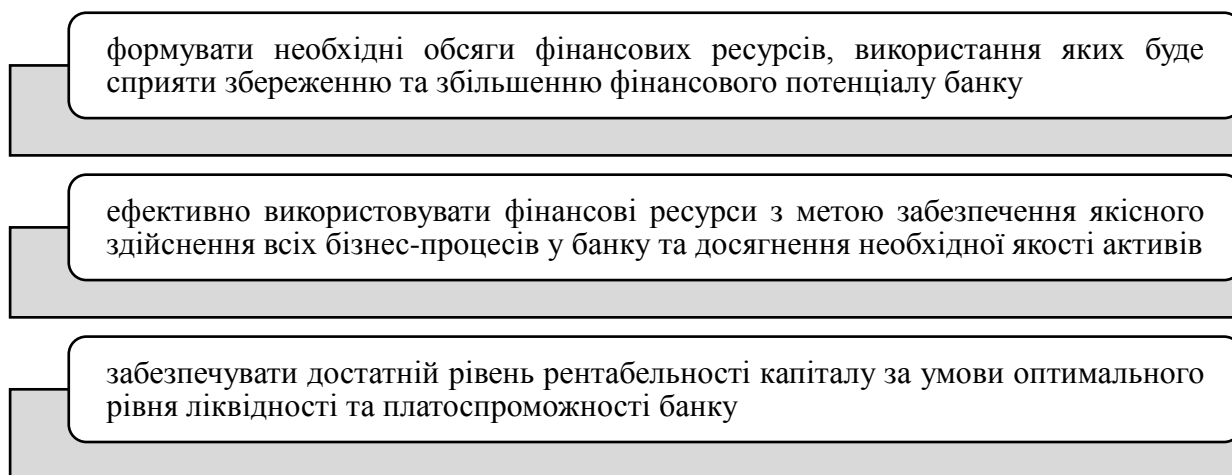 формувати необхідні обсяги фінансових ресурсів, використання яких буде
сприяти збереженню та збільшенню фінансового потенціалу банку
ефективно використовувати фінансові ресурси з метою забезпечення якісного
здійснення всіх бізнес-процесів у банку та досягнення необхідної якості активів
забезпечувати достатній рівень рентабельності капіталу за умови оптимального
рівня ліквідності та платоспроможності банку